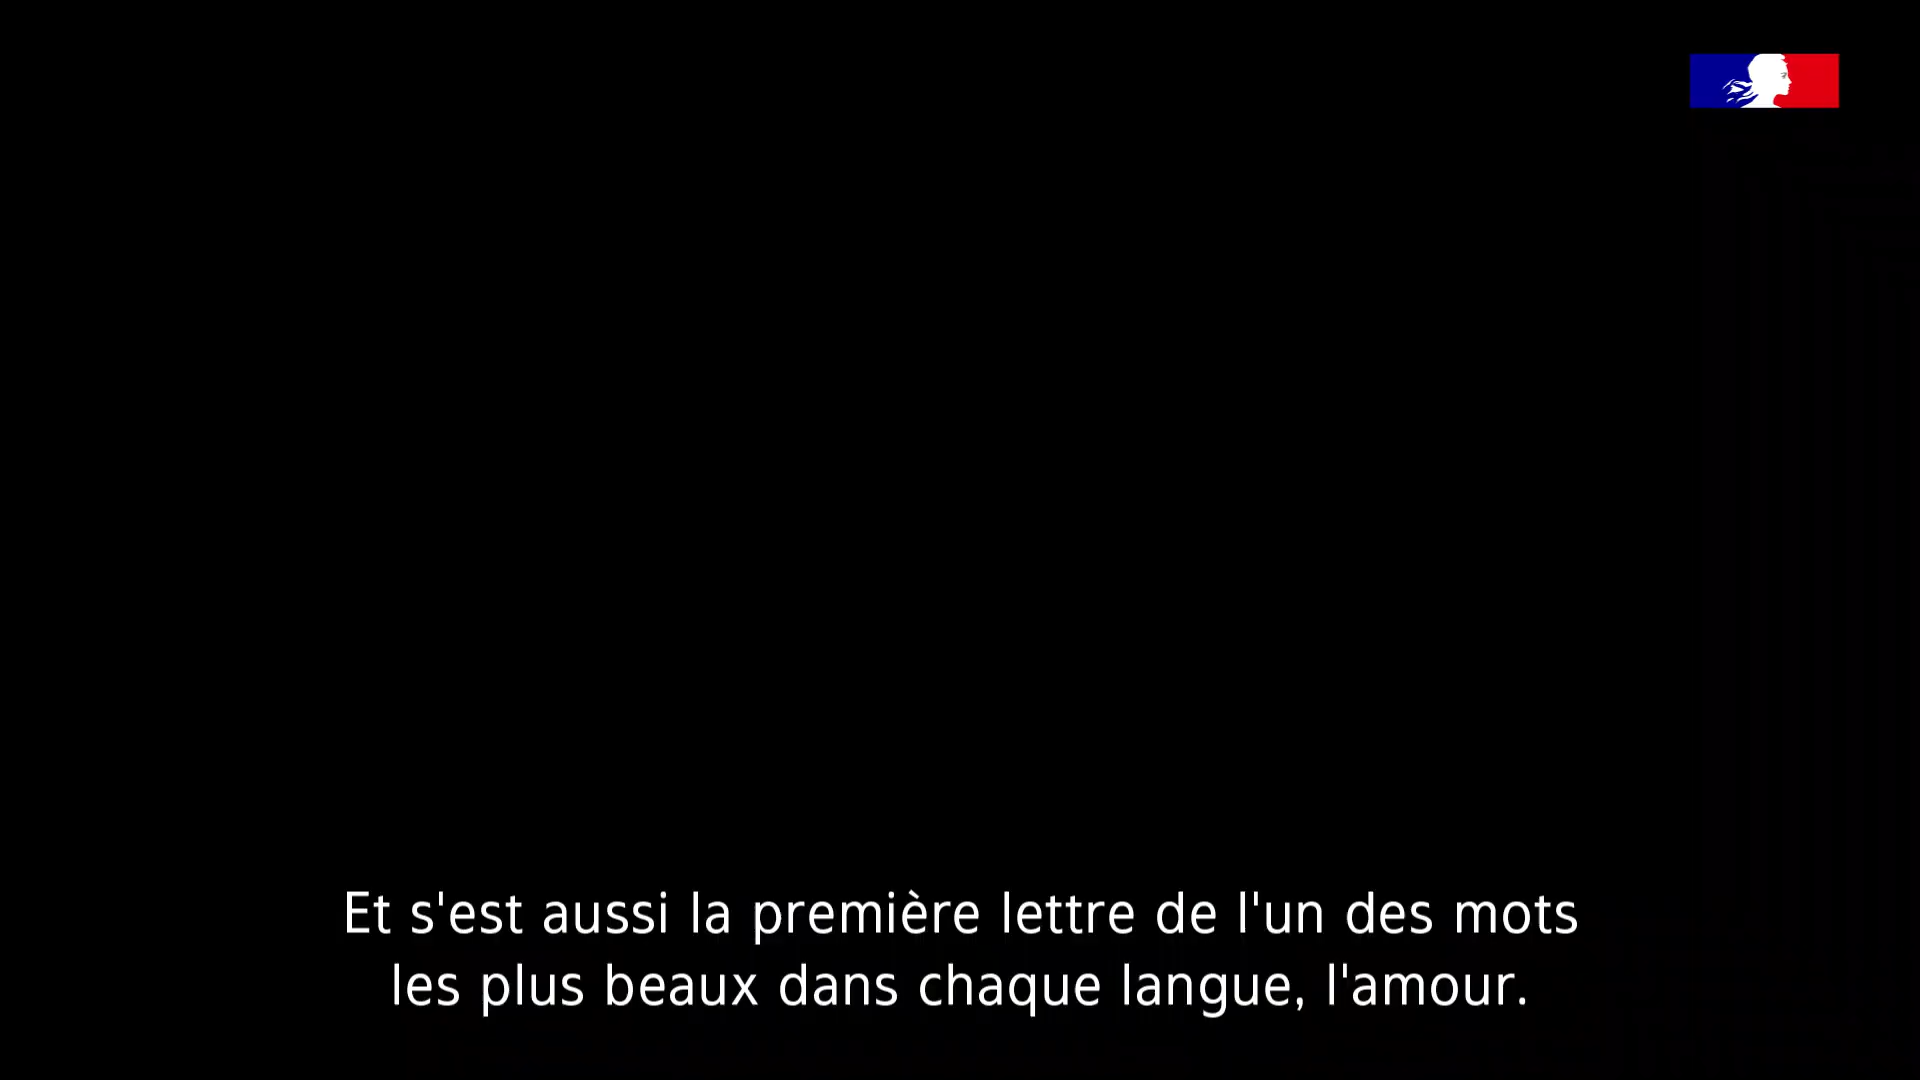 Et s'est aussi la première lettre de l'un des mots
les plus beaux dans chaque langue, l'amour.